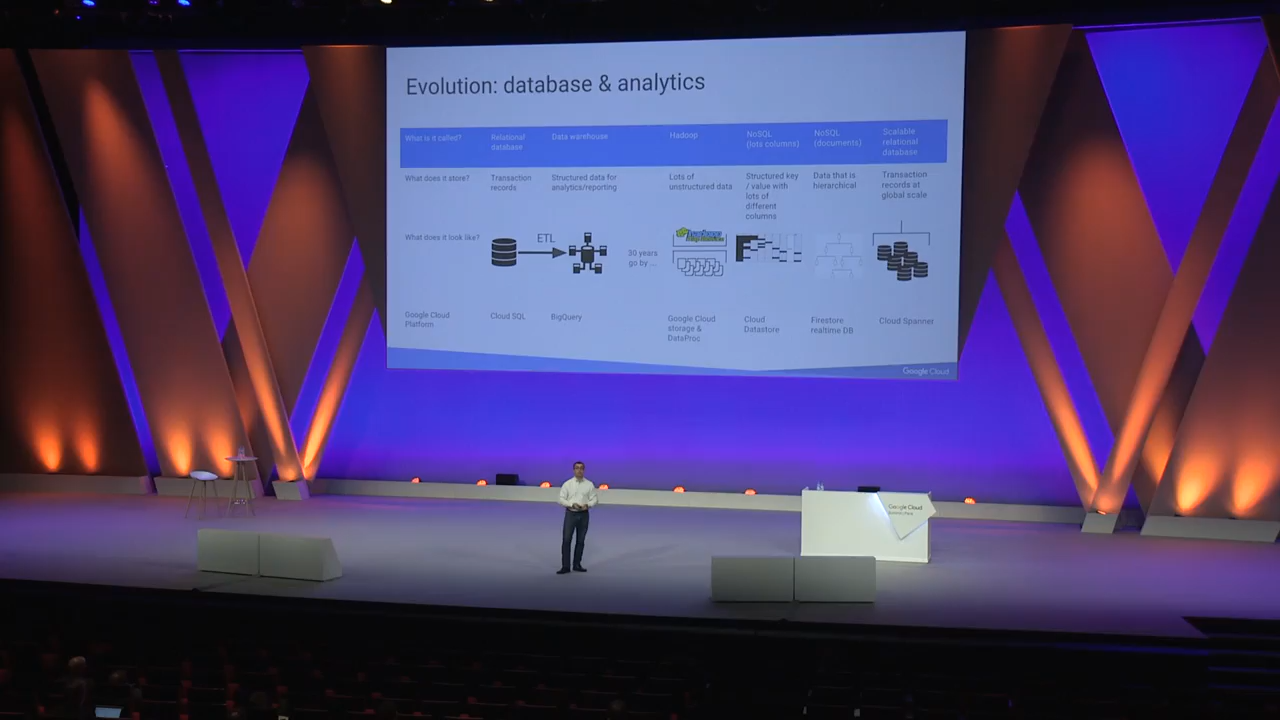 Evolution: database & analytics
What is it called?
Relational
database
Data warehouse
Hadoop
NoSQL
(lots columns)
NoSQL
(documents)
Scalable
relational
database
What does it store?
Transaction
records
Structured data for
analytics/reporting
Lots of
unstructured data
Structured key
/ value with
lots of
different
columns
Data that is
hierarchical
Transaction
records at
global scale
What does it look like?
ETL
30 years
go by ...
Google Cloud
Platform
Cloud SQL
BigQuery
Google Cloud
storage &
DataProc
Cloud
Datastore
Firestore
realtime DB
Cloud Spanner
Google Cloud
Google Cloud